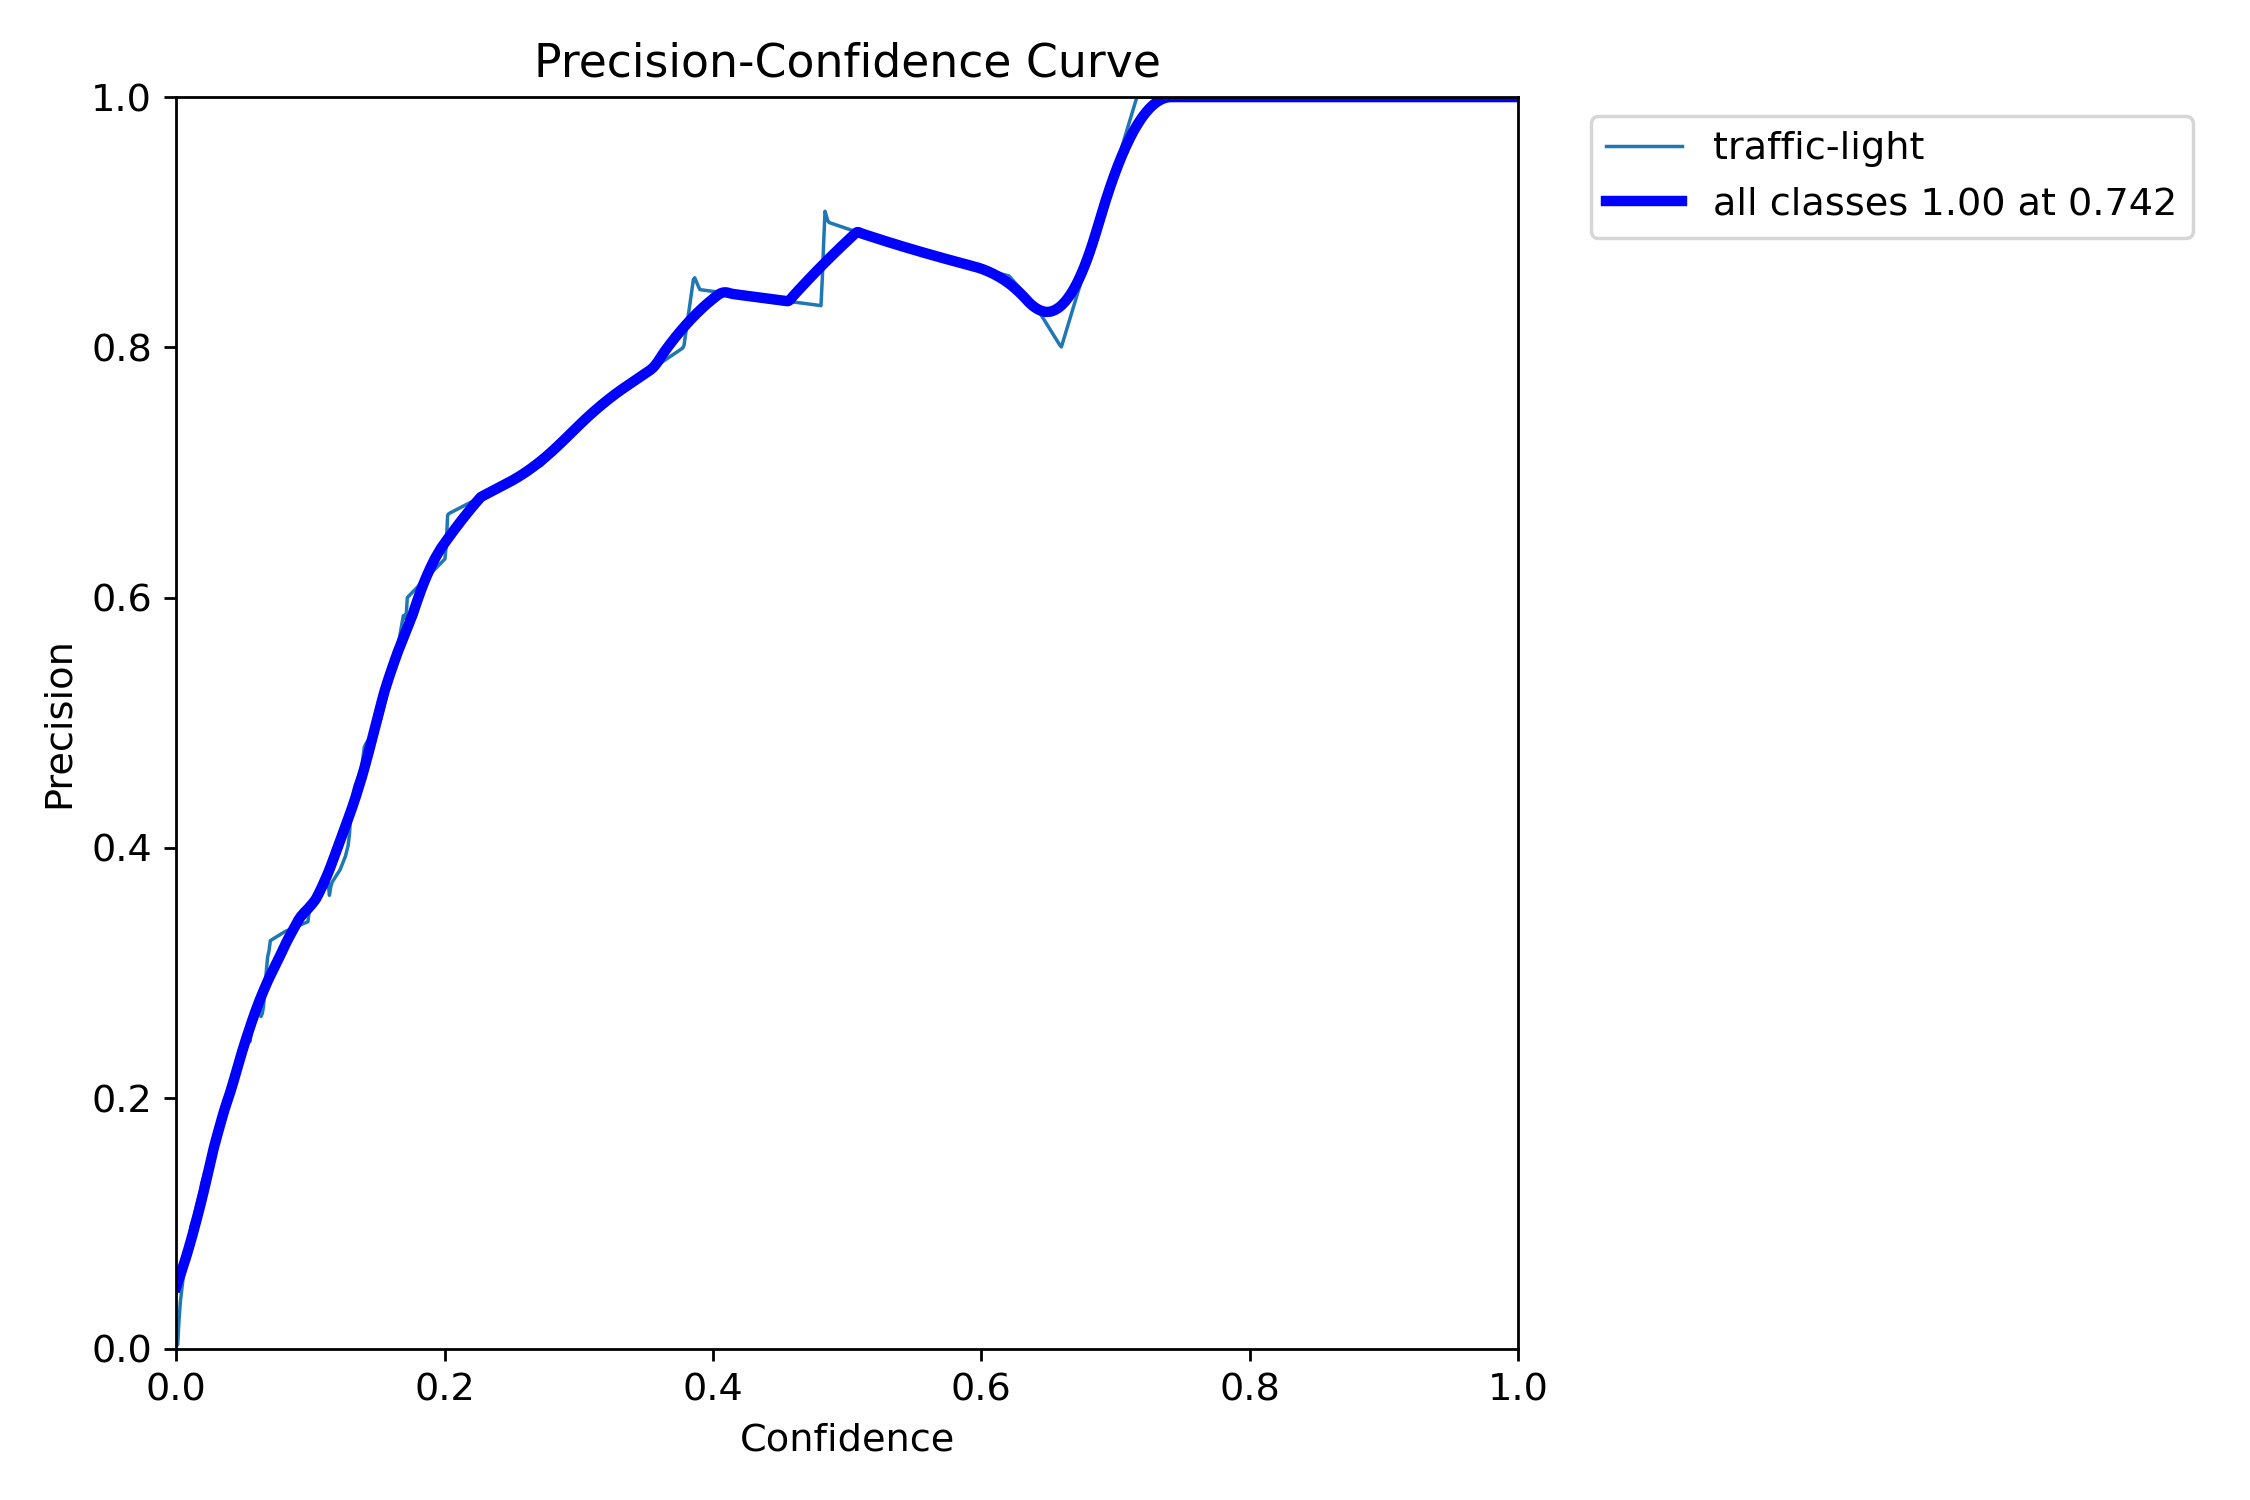 Precision-Confidence Curve
1.0
0.8
0.6
0.4
0.2
0.0
Precision
0.0 0.2 0.4 0.6 0.8 1.0
Confidence
traffic-light
all classes 1.00 at 0.742